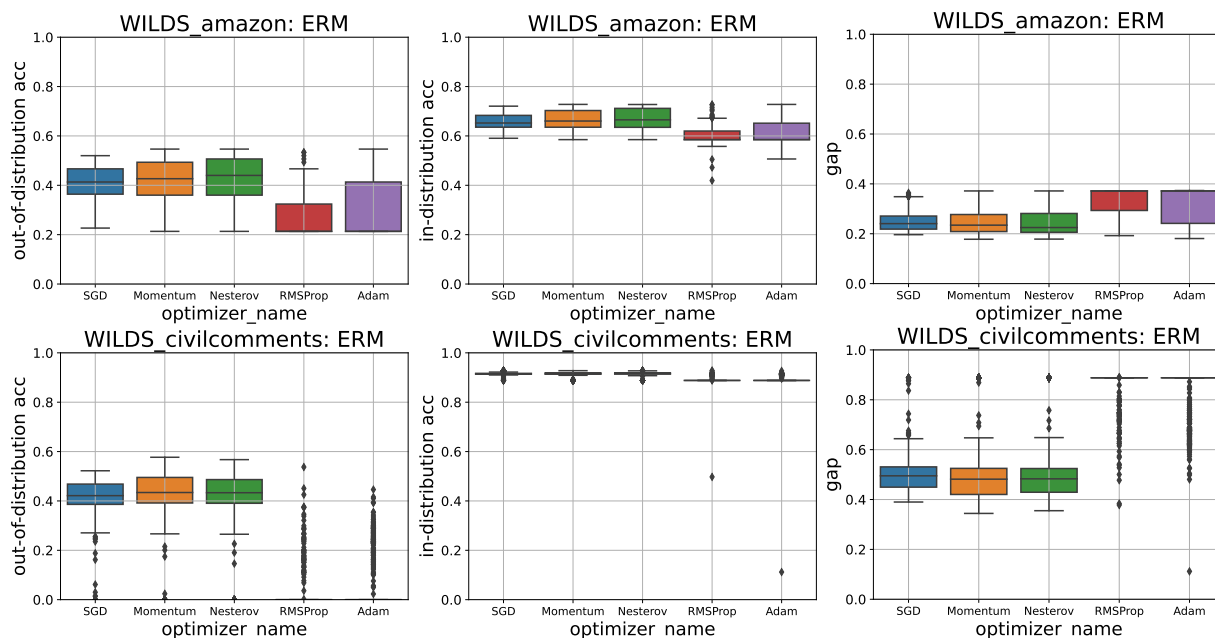 WILDS_amazon: ERM
out-of-distribution acc
1.0
0.8
0.6
0.4
0.2
0.0
SGD Momentum Nesterov RMSProp Adam
optimizer_name
WILDS_amazon: ERM
in-distribution acc
1.0
0.8
0.6
0.4
0.2
0.0
SGD Momentum Nesterov RMSProp Adam
optimizer_name
WILDS_amazon: ERM
gap
1.0
0.8
0.6
0.4
0.2
0.0
SGD Momentum Nesterov RMSProp Adam
optimizer_name
WILDS_civilcomments: ERM
out-of-distribution acc
1.0
0.8
0.6
0.4
0.2
0.0
SGD Momentum Nesterov RMSProp Adam
optimizer_name
WILDS_civilcomments: ERM
in-distribution acc
1.0
0.8
0.6
0.4
0.2
0.0
SGD Momentum Nesterov RMSProp Adam
optimizer_name
WILDS_civilcomments: ERM
gap
1.0
0.8
0.6
0.4
0.2
0.0
SGD Momentum Nesterov RMSProp Adam
optimizer_name